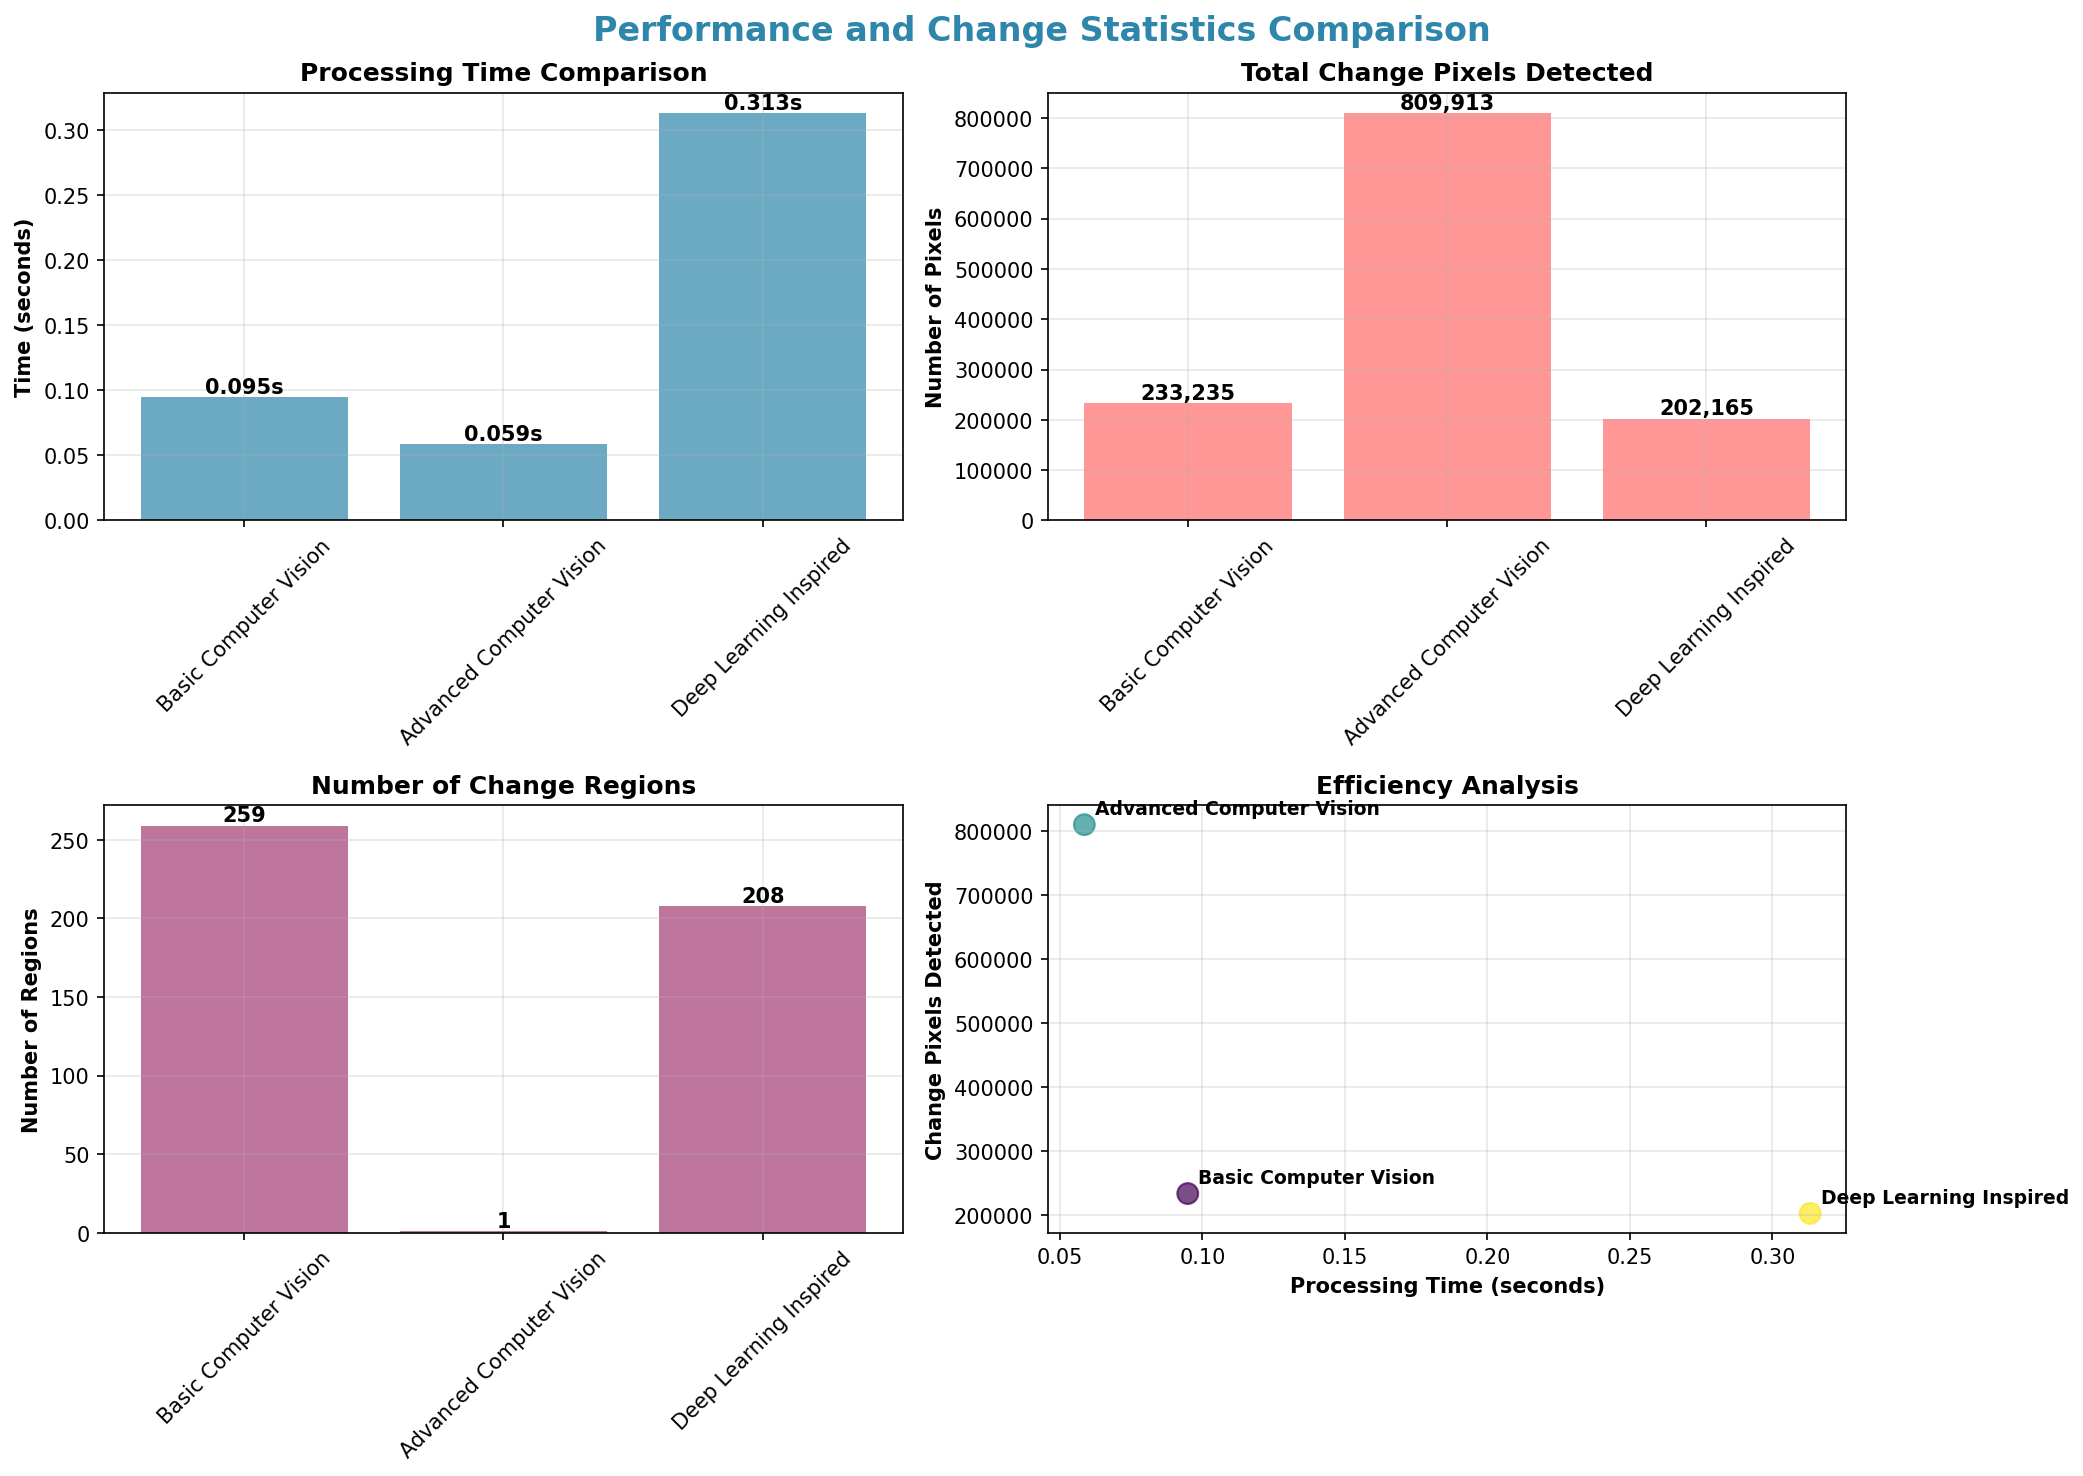 Performance and Change Statistics Comparison
Processing Time Comparison
Time (seconds)
0.30
0.25
0.20
0.15
0.10
0.05
0.00
0.095s
0.059s
0.313s
Basic Computer Vision
Advanced Computer Vision
Deep Learning Inspired
Total Change Pixels Detected
Number of Pixels
800000
700000
600000
500000
400000
300000
200000
100000
0
233,235
809,913
202,165
Basic Computer Vision
Advanced Computer Vision
Deep Learning Inspired
Number of Change Regions
Number of Regions
250
200
150
100
50
0
259
1
208
Basic Computer Vision
Advanced Computer Vision
Deep Learning Inspired
Efficiency Analysis
Change Pixels Detected
800000
700000
600000
500000
400000
300000
200000
Advanced Computer Vision
Basic Computer Vision
Deep Learning Inspired
0.05
0.10
0.15
0.20
0.25
0.30
Processing Time (seconds)